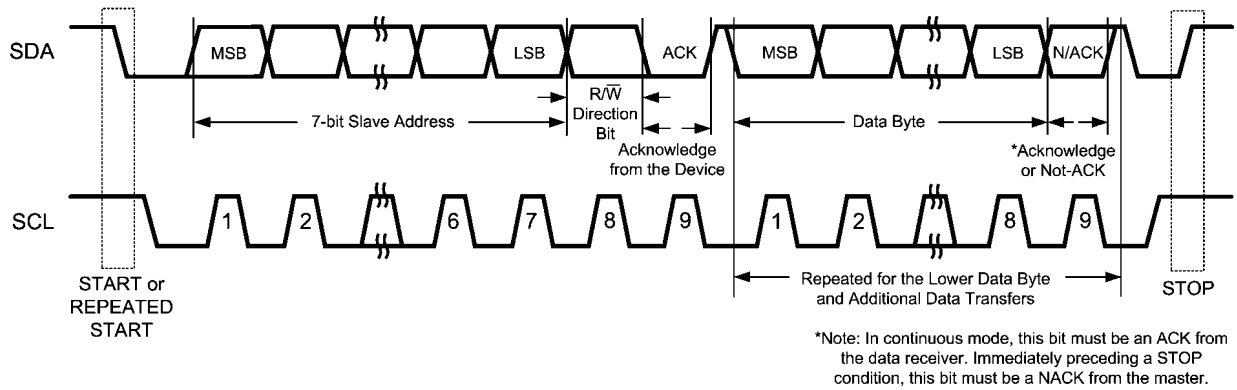 SDA
MSB
LSB
ACK
MSB
LSB
N/ACK
R/W̅
Direction
Bit
7-bit Slave Address
Data Byte
Acknowledge
from the Device
*Acknowledge
or Not-ACK
SCL
1
2
6
7
8
9
1
2
8
9
START or
REPEATED
START
Repeated for the Lower Data Byte
and Additional Data Transfers
STOP
*Note: In continuous mode, this bit must be an ACK from
the data receiver. Immediately preceding a STOP
condition, this bit must be a NACK from the master.